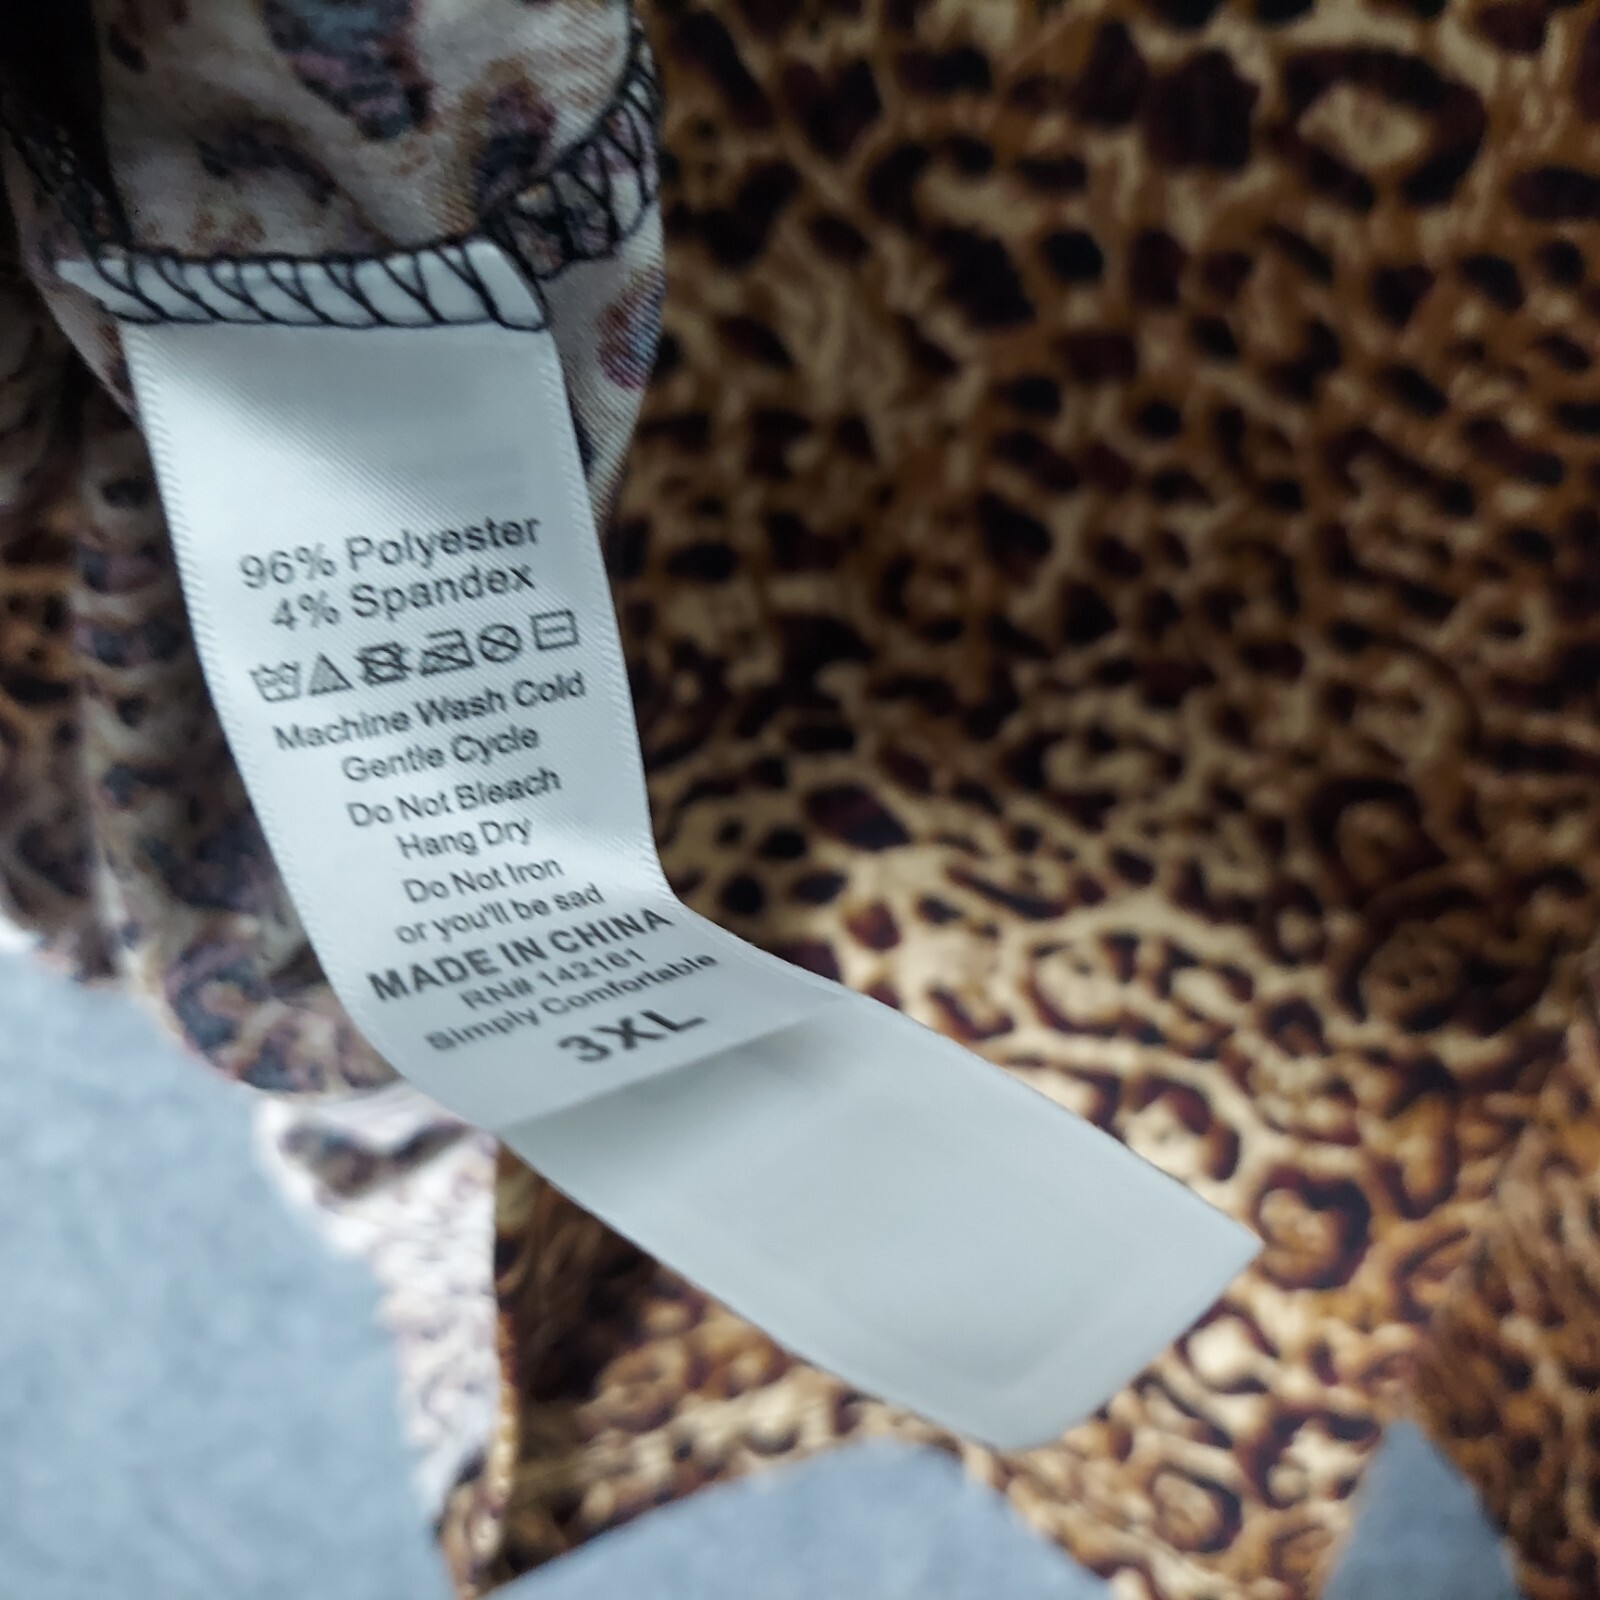 96% Polyester
4% Spandex
Machine Wash Cold
Gentle Cycle
Do Not Bleach
Hang Dry
Do Not Iron
or you'll be sad
MADE IN CHINA
RN# 142161
Simply Comfortable
3XL